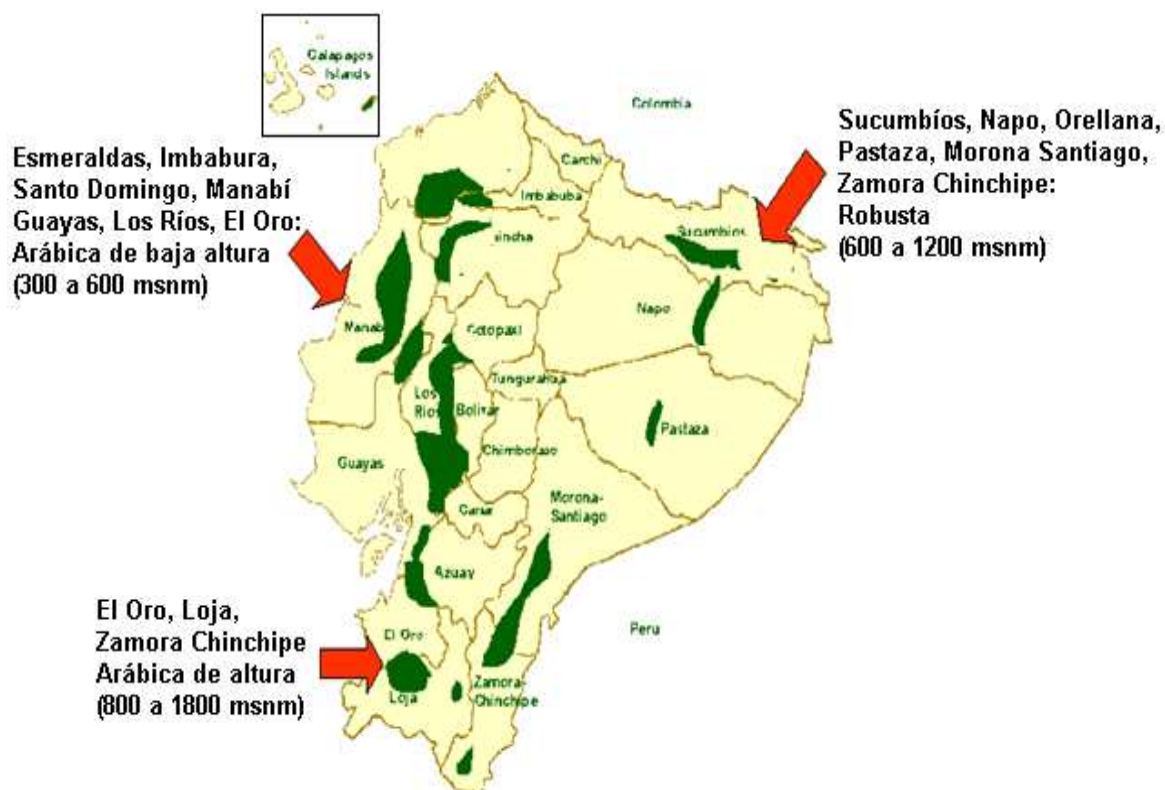 Galapagos
Islands
Colombia
Esmeraldas, Imbabura,
Santo Domingo, Manabí
Guayas, Los Ríos, El Oro:
Arábica de baja altura
(300 a 600 msnm)
Sucumbíos, Napo, Orellana,
Pastaza, Morona Santiago,
Zamora Chinchipe:
Robusta
(600 a 1200 msnm)
Carchi
Imbabuba
incha
Sucumbios
Napo
Manab
Cotopaxi
Tungurahua
Los
Rios
Bolivar
Pastaza
Chimborazo
Guayas
Morona-
Santiago
Canar
Azuay
El Oro, Loja,
Zamora Chinchipe
Arábica de altura
(800 a 1800 msnm)
El Oro
Peru
Loja
Zamora-
Chinchipe